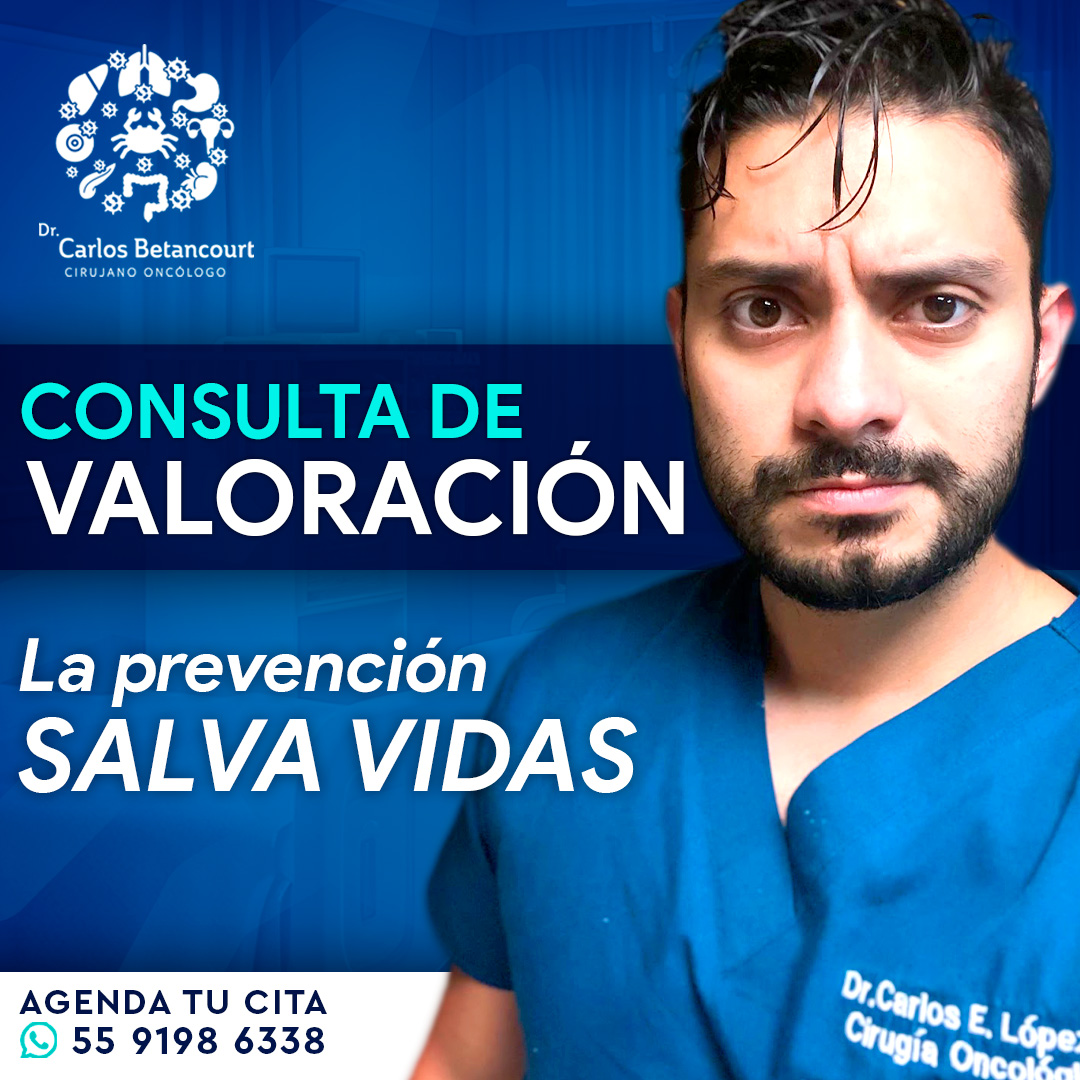 Dr.
Carlos Betancourt
CIRUJANO ONCÓLOGO
CONSULTA DE
VALORACIÓN
La prevención
SALVA VIDAS
AGENDA TU CITA
55 9198 6338
Dr.Carlos E. López
Cirugía